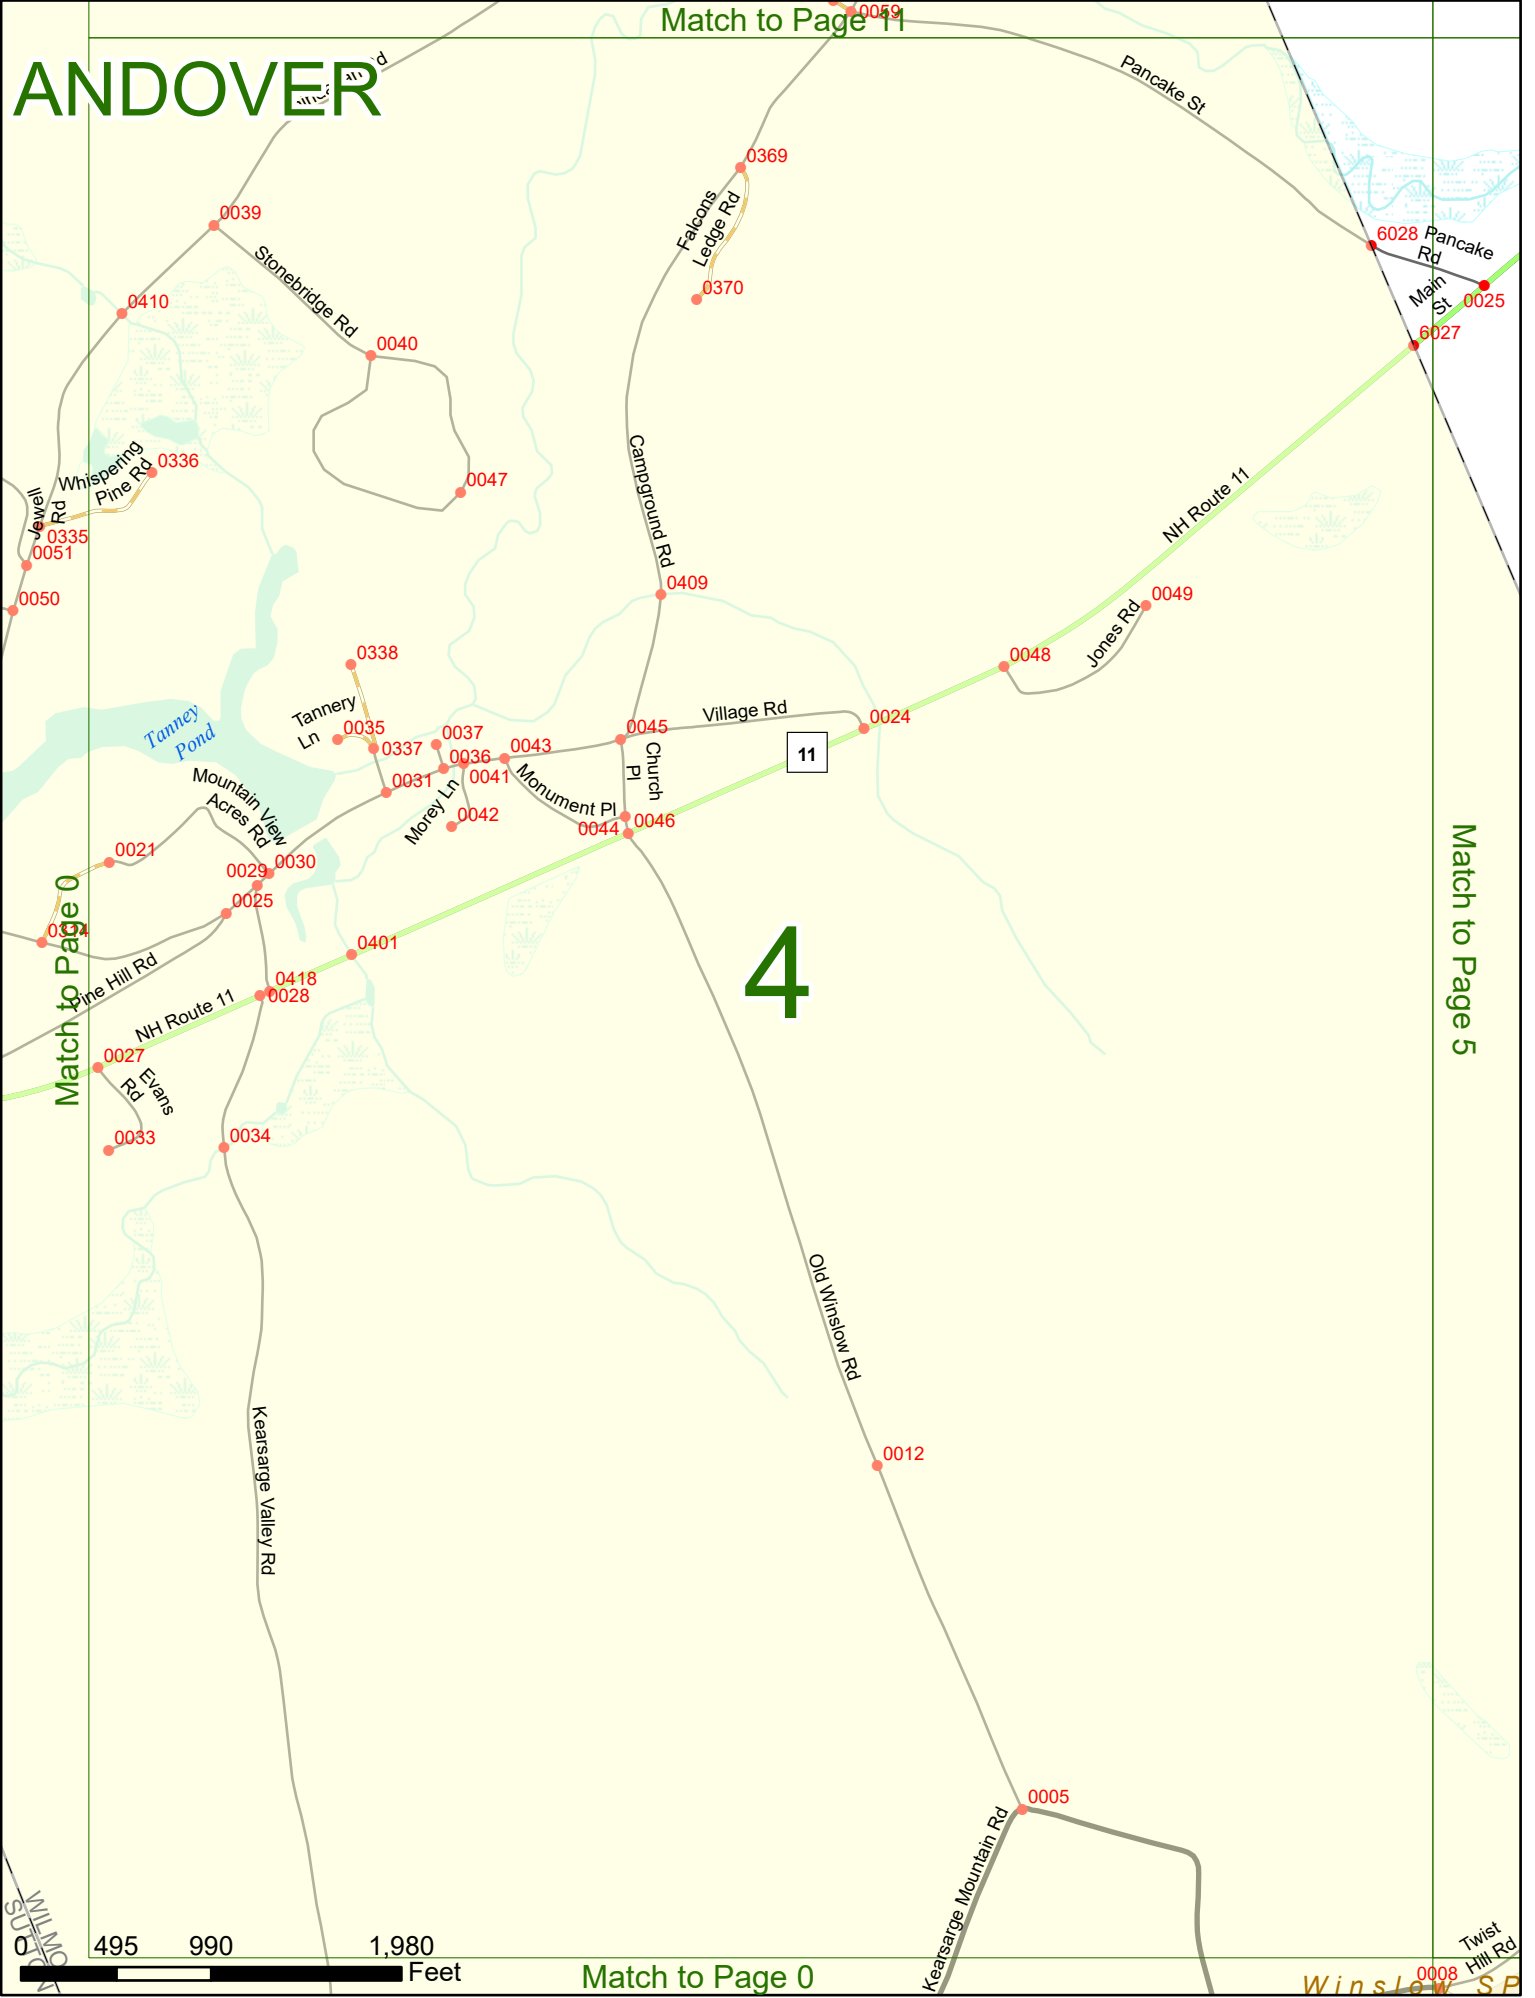 Match to Page 11
0059
ANDOVER
Pancake St
0369
Falcons
Ledge Rd
0039
Stonebridge Rd
6028
Pancake
Rd
0370
Main
St
0025
0410
6027
0040
Campground Rd
Whispering
Pine Rd
0336
0047
NH Route 11
Jewell
Rd
0335
0051
0409
0049
0050
Jones Rd
0338
0048
Tannery
Ln
Village Rd
Tanney
Pond
0035
0037
0045
0024
0337
0043
11
0036
0041
Church
Pl
Mountain View
Acres Rd
0031
Monument Pl
Morey Ln
0042
0046
0044
0021
0030
0029
0025
Match to Page 0
Match to Page 5
0314
0401
4
Pine Hill Rd
0418
0028
NH Route 11
0027
Evans
Rd
0033
0034
Old Winslow Rd
0012
Kearsarge Valley Rd
0005
Kearsarge Mountain Rd
WILMO
SUTTON
0
495
990
1,980
Feet
Match to Page 0
Twist
Hill Rd
0008
Winslow SP